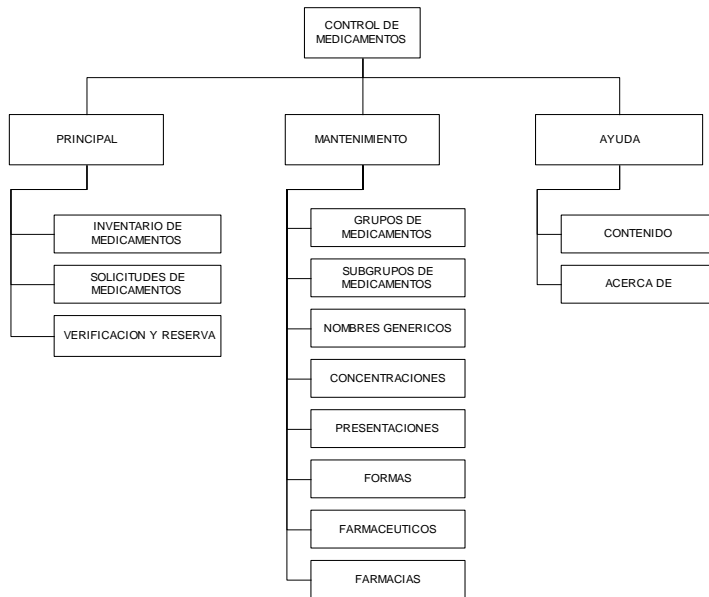 CONTROL DE
MEDICAMENTOS
PRINCIPAL
MANTENIMIENTO
AYUDA
INVENTARIO DE
MEDICAMENTOS
SOLICITUDES DE
MEDICAMENTOS
VERIFICACION Y RESERVA
GRUPOS DE
MEDICAMENTOS
SUBGRUPOS DE
MEDICAMENTOS
NOMBRES GENERICOS
CONCENTRACIONES
PRESENTACIONES
FORMAS
FARMACEUTICOS
FARMACIAS
CONTENIDO
ACERCA DE